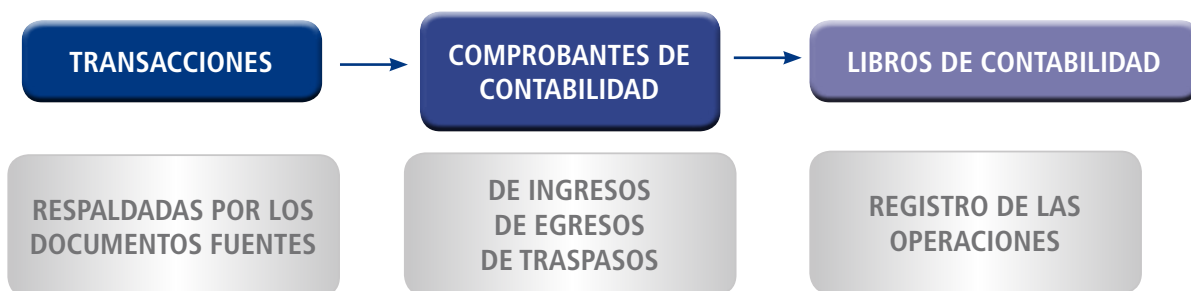 TRANSACCIONES
COMPROBANTES DE
CONTABILIDAD
LIBROS DE CONTABILIDAD
RESPALDADAS POR LOS
DOCUMENTOS FUENTES
DE INGRESOS
DE EGRESOS
DE TRASPASOS
REGISTRO DE LAS
OPERACIONES